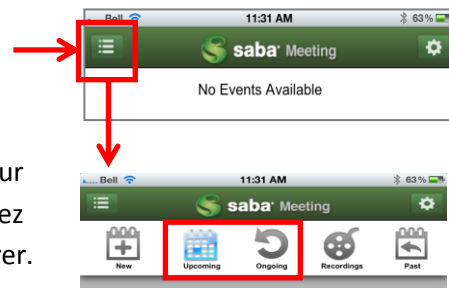 Bell 11:31 AM 63%
saba Meeting
No Events Available
ur
ez
rer.
Bell 11:31 AM 63%
saba Meeting
New Upcoming Ongoing Recordings Past